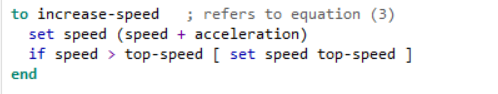 to increase-speed   ; refers to equation (3)
  set speed (speed + acceleration)
  if speed > top-speed [ set speed top-speed ]
end